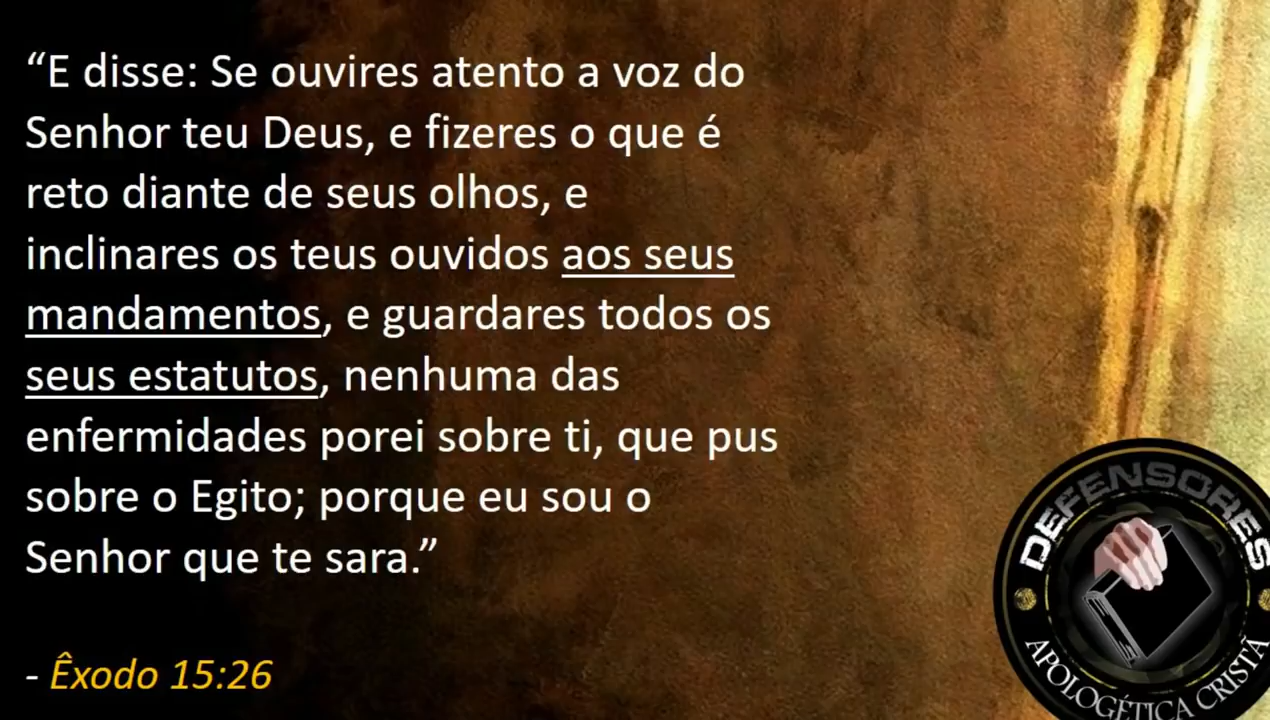 “E disse: Se ouvires atento a voz do
Senhor teu Deus, e fizeres o que é
reto diante de seus olhos, e
inclinares os teus ouvidos aos seus
mandamentos, e guardares todos os
seus estatutos, nenhuma das
enfermidades porei sobre ti, que pus
sobre o Egito; porque eu sou o
Senhor que te sara.”
- Êxodo 15:26
DEFENSORES
APOLOGÉTICA CRISTÃ